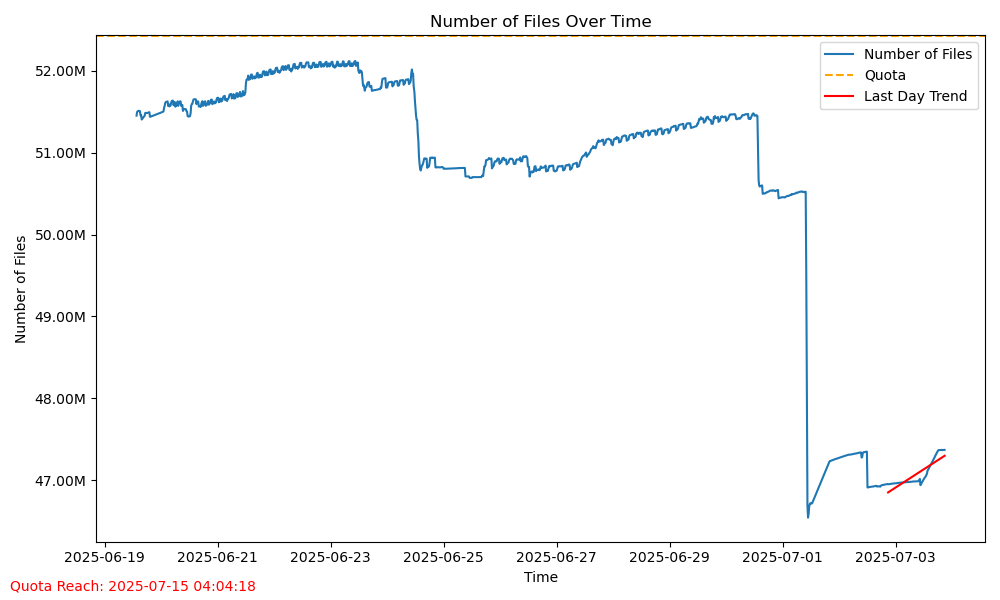 Number of Files Over Time
Number of Files
Quota
Last Day Trend
52.00M
51.00M
50.00M
49.00M
48.00M
47.00M
Number of Files
2025-06-19
2025-06-21
2025-06-23
2025-06-25
2025-06-27
2025-06-29
2025-07-01
2025-07-03
Time
Quota Reach: 2025-07-15 04:04:18